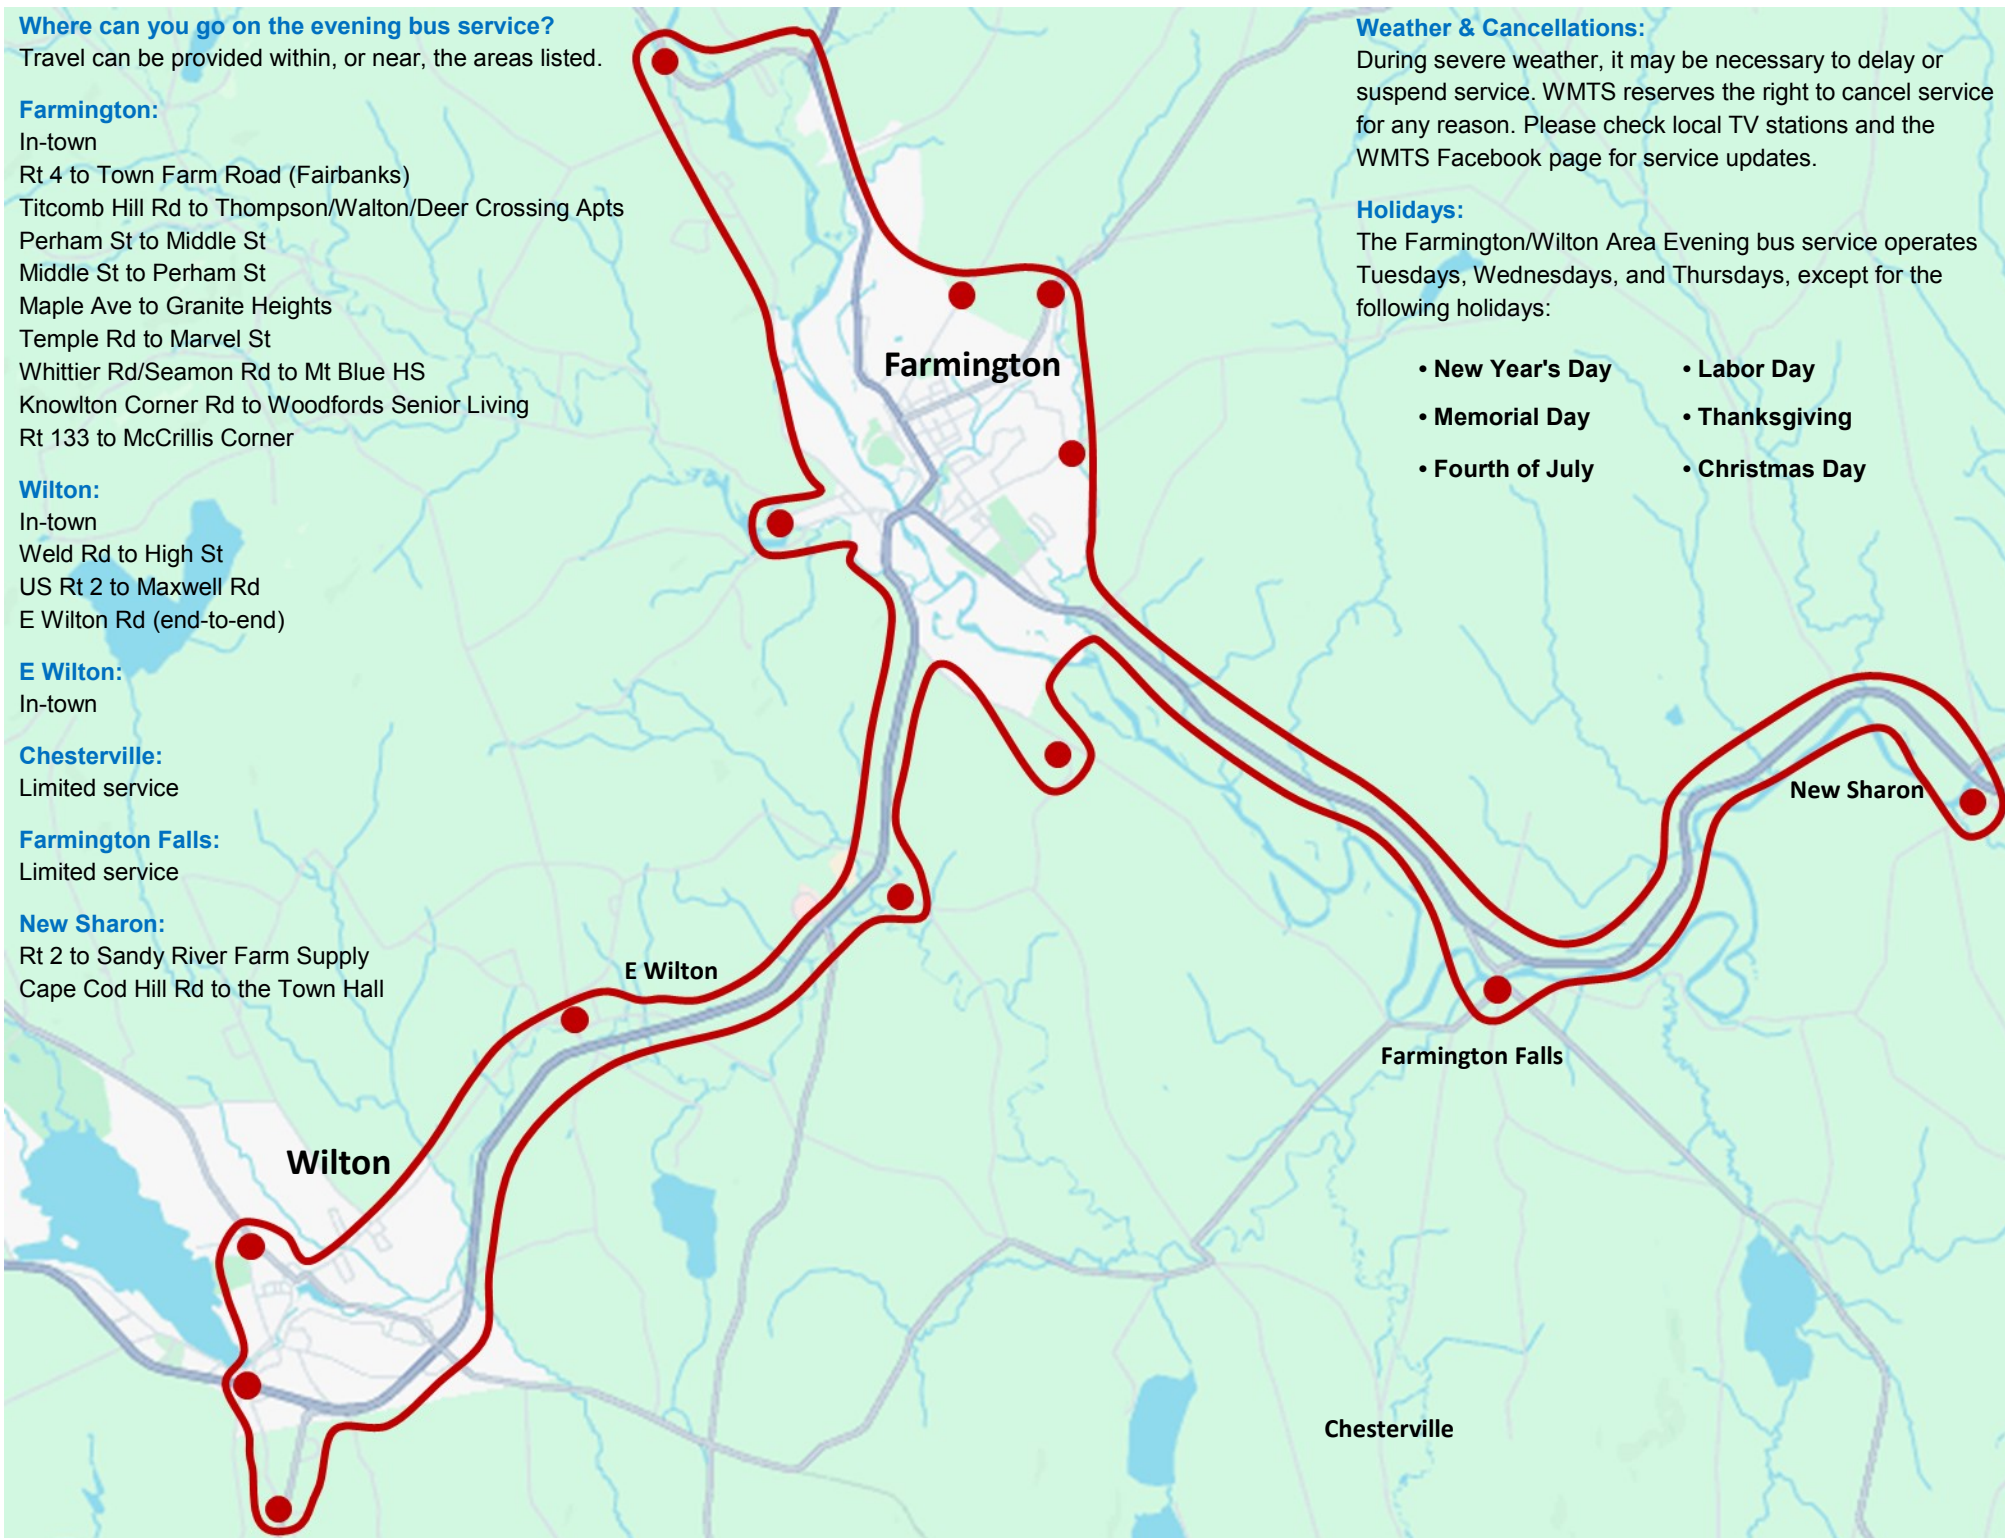 Where can you go on the evening bus service?
Travel can be provided within, or near, the areas listed.
Farmington:
In-town
Rt 4 to Town Farm Road (Fairbanks)
Titcomb Hill Rd to Thompson/Walton/Deer Crossing Apts
Perham St to Middle St
Middle St to Perham St
Maple Ave to Granite Heights
Temple Rd to Marvel St
Whittier Rd/Seamon Rd to Mt Blue HS
Knowlton Corner Rd to Woodfords Senior Living
Rt 133 to McCrillis Corner
Wilton:
In-town
Weld Rd to High St
US Rt 2 to Maxwell Rd
E Wilton Rd (end-to-end)
E Wilton:
In-town
Chesterville:
Limited service
Farmington Falls:
Limited service
New Sharon:
Rt 2 to Sandy River Farm Supply
Cape Cod Hill Rd to the Town Hall
Weather & Cancellations:
During severe weather, it may be necessary to delay or
suspend service. WMTS reserves the right to cancel service
for any reason. Please check local TV stations and the
WMTS Facebook page for service updates.
Holidays:
The Farmington/Wilton Area Evening bus service operates
Tuesdays, Wednesdays, and Thursdays, except for the
following holidays:
• New Year's Day
• Labor Day
• Memorial Day
• Thanksgiving
• Fourth of July
• Christmas Day
Farmington
New Sharon
E Wilton
Farmington Falls
Wilton
Chesterville